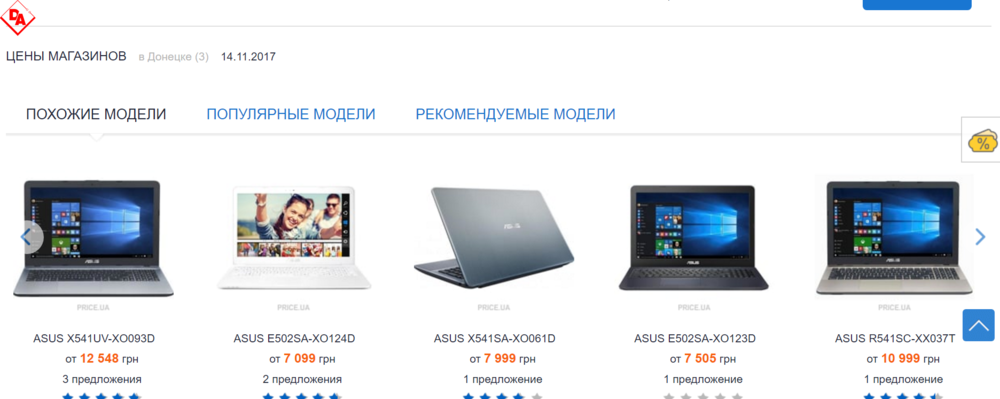 DA
ЦЕНЫ МАГАЗИНОВ в Донецке (3) 14.11.2017
ПОХОЖИЕ МОДЕЛИ ПОПУЛЯРНЫЕ МОДЕЛИ РЕКОМЕНДУЕМЫЕ МОДЕЛИ
%
ASUS
PRICE.UA PRICE.UA PRICE.UA PRICE.UA PRICE.UA
ASUS X541UV-XO093D ASUS E502SA-XO124D ASUS X541SA-XO061D ASUS E502SA-XO123D ASUS R541SC-XX037T
от 12 548 грн от 7 099 грн от 7 999 грн от 7 505 грн от 10 999 грн
3 предложения 2 предложения 1 предложение 1 предложение 1 предложение